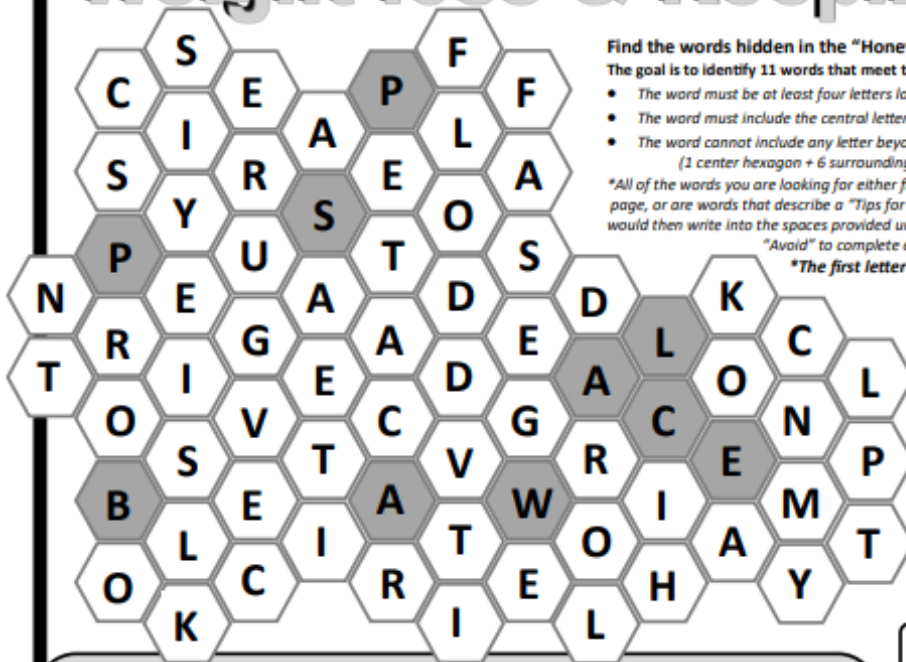 Find the words hidden in the "Hone
The goal is to identify 11 words that meet t
• The word must be at least four letters lo
• The word must include the central letter
• The word cannot include any letter beyo
(1 center hexagon + 6 surrounding
*All of the words you are looking for either f
page, or are words that describe a "Tips for
would then write into the spaces provided u
"Avoid" to complete
*The first letter
S F
C E P F
I A L
S R E A
Y S O
P U T S
N E A D D K
R G A E L C
T I E D A O L
O V C G C N
S T V R E P
B E A W I M
L I T O A T
O C R E H Y
K I L